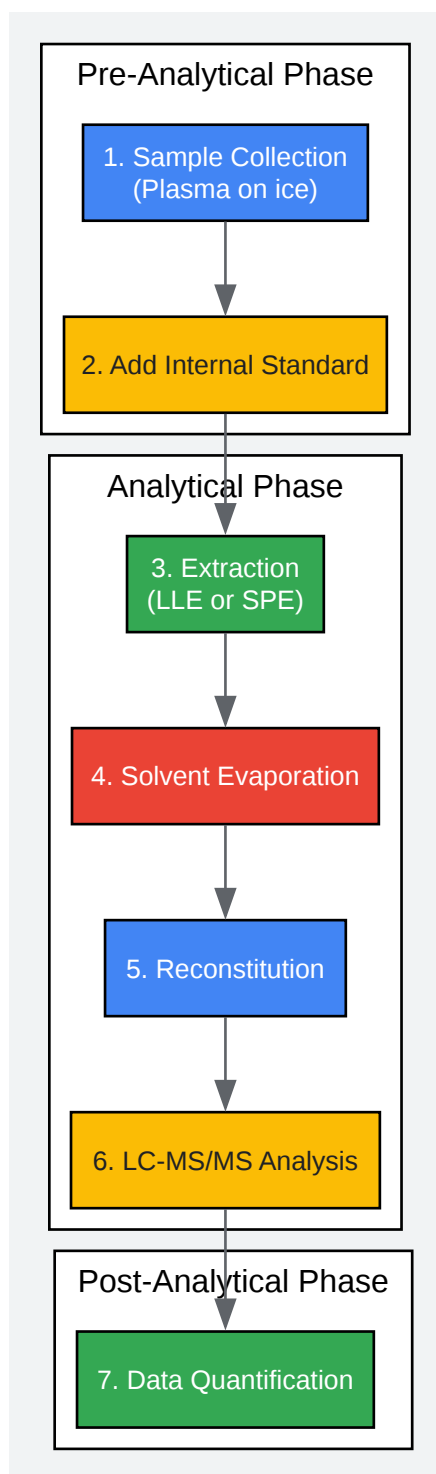 Pre-Analytical Phase
1. Sample Collection
(Plasma on ice)
2. Add Internal Standard
Analytical Phase
3. Extraction
(LLE or SPE)
4. Solvent Evaporation
5. Reconstitution
6. LC-MS/MS Analysis
Post-Analytical Phase
7. Data Quantification